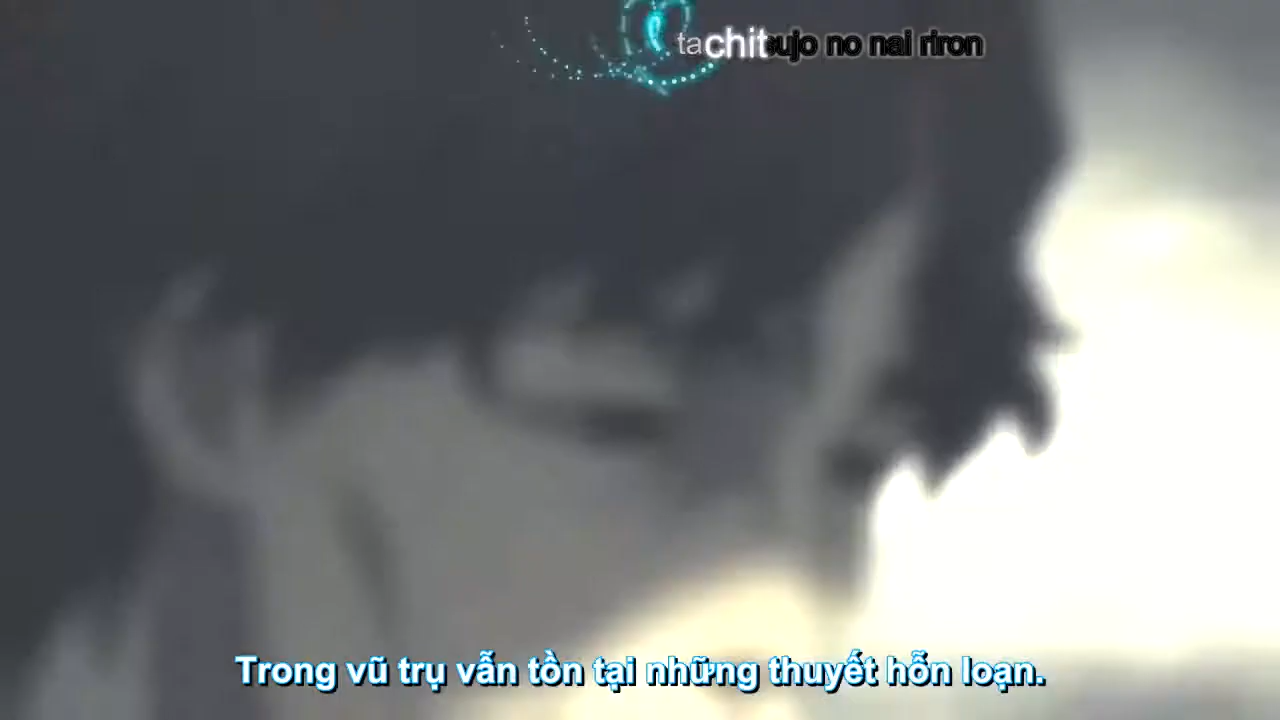 tachitsujo no nai riron
Trong vũ trụ vẫn tồn tại những thuyết hỗn loạn.